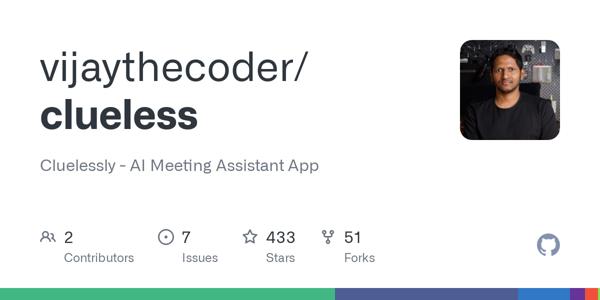 vijaythecoder/
clueless
Cluelessly - AI Meeting Assistant App
2 7 433 51
Contributors Issues Stars Forks